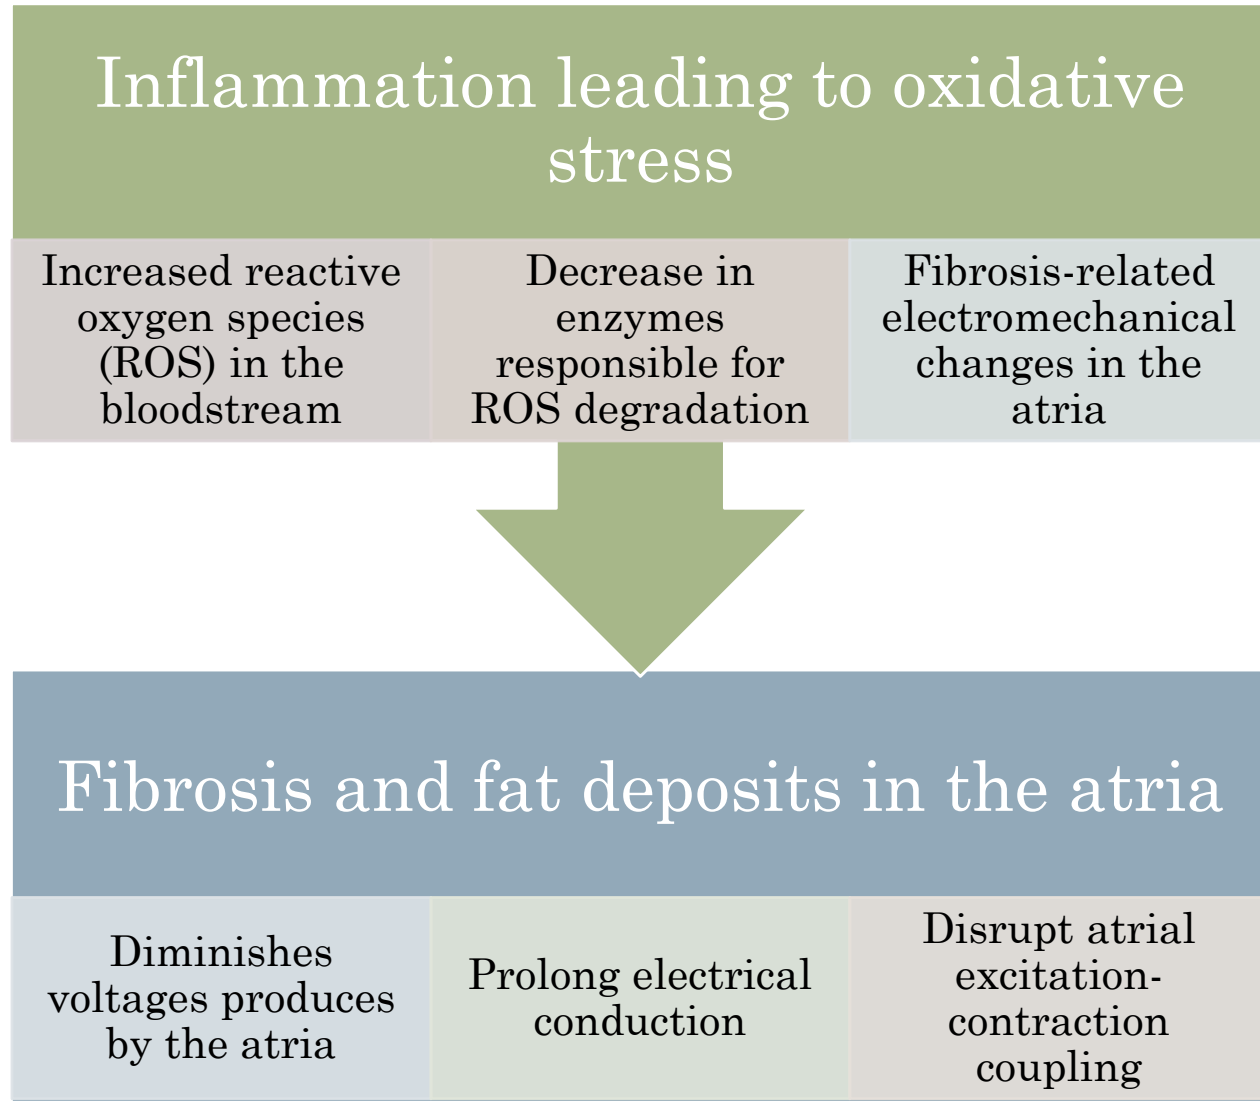 Inflammation leading to oxidative
stress
Increased reactive
oxygen species
(ROS) in the
bloodstream
Decrease in
enzymes
responsible for
ROS degradation
Fibrosis-related
electromechanical
changes in the
atria
Fibrosis and fat deposits in the atria
Diminishes
voltages produces
by the atria
Prolong electrical
conduction
Disrupt atrial
excitation-
contraction
coupling